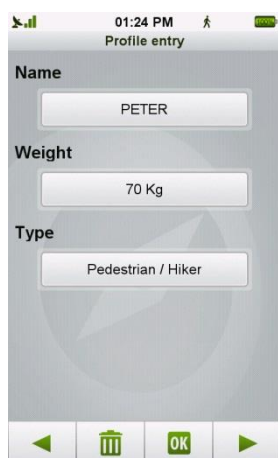 01:24 PM
Profile entry
Name
PETER
Weight
70 Kg
Type
Pedestrian / Hiker
OK